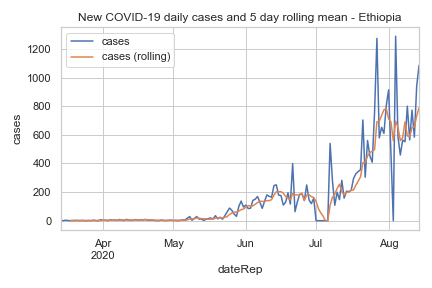 New COVID-19 daily cases and 5 day rolling mean - Ethiopia
cases
cases (rolling)
1200
1000
800
600
400
200
0
cases
Apr
2020
May
Jun
Jul
Aug
dateRep